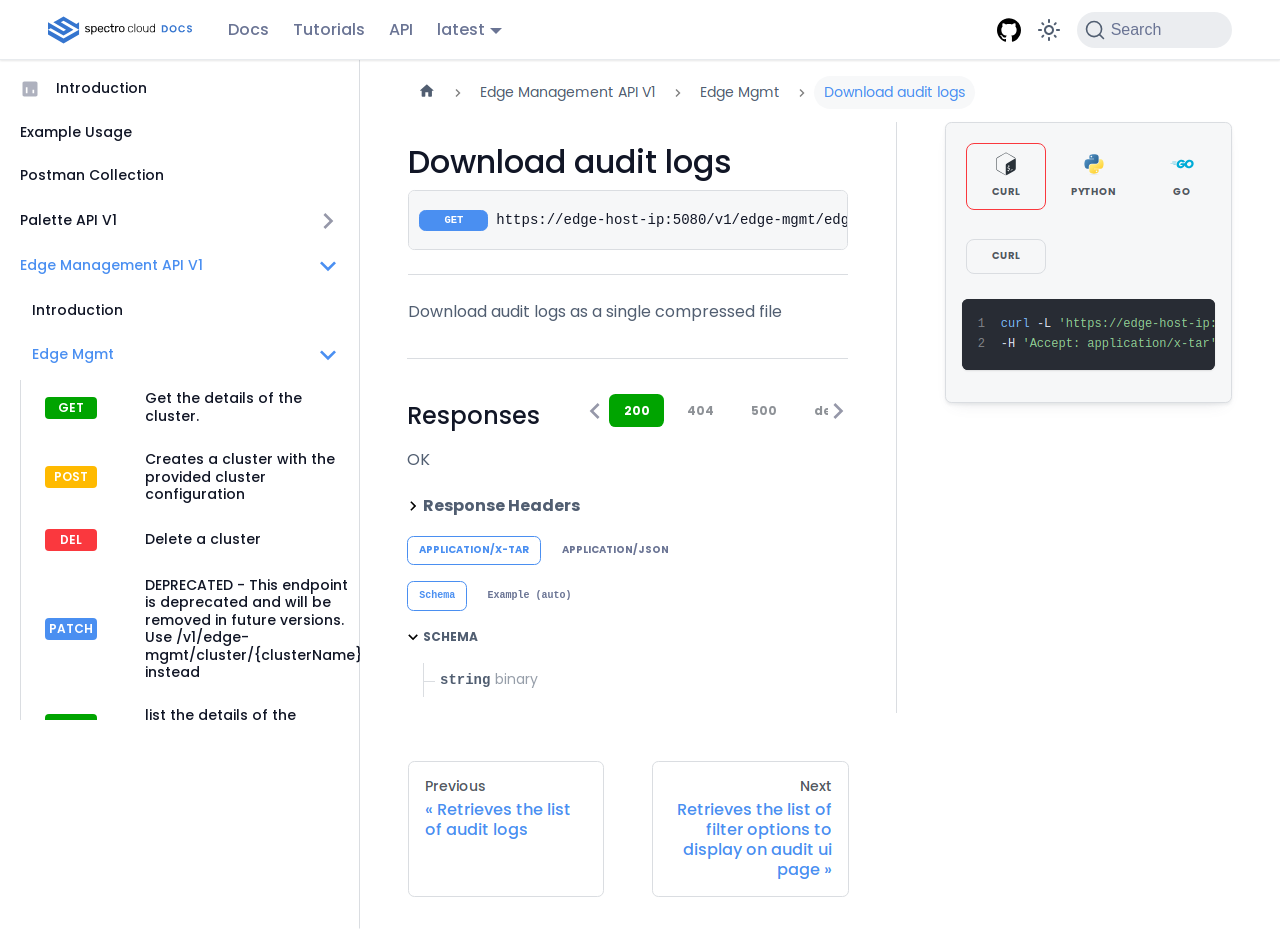 spectro cloud DOCS
Docs Tutorials API latest Search
Introduction
Example Usage
Postman Collection
Palette API V1
Edge Management API V1
Introduction
Edge Mgmt
GET Get the details of the
cluster.
POST Creates a cluster with the
provided cluster
configuration
DEL Delete a cluster
PATCH DEPRECATED - This endpoint
is deprecated and will be
removed in future versions.
Use /v1/edge-
mgmt/cluster/{clusterName}
instead
list the details of the
Edge Management API V1 Edge Mgmt Download audit logs
Download audit logs
GET https://edge-host-ip:5080/v1/edge-mgmt/edg
Download audit logs as a single compressed file
Responses
200 404 500 de
OK
Response Headers
APPLICATION/X-TAR APPLICATION/JSON
Schema Example (auto)
SCHEMA
string binary
Previous
« Retrieves the list
of audit logs
Next
Retrieves the list of
filter options to
display on audit ui
page »
CURL PYTHON GO
GO
CURL
1 curl -L 'https://edge-host-ip:
2 -H 'Accept: application/x-tar'